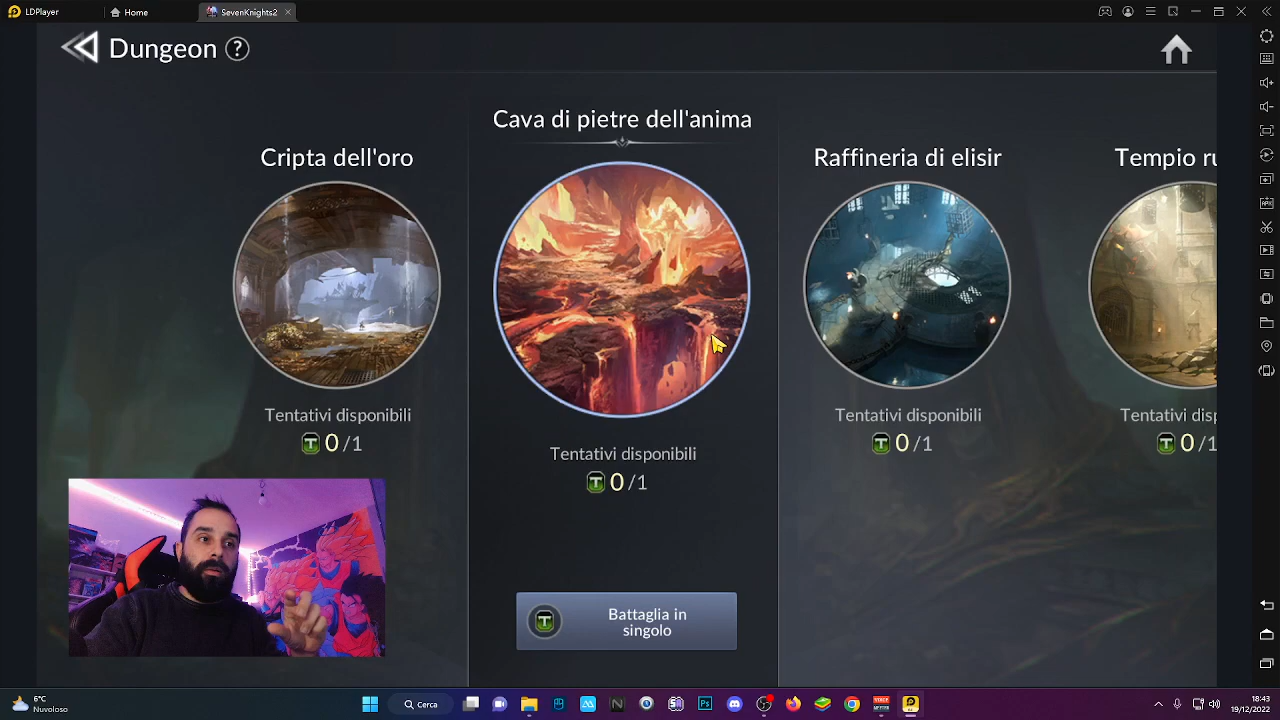 LDPlayer
Home
SevenKnights2
Dungeon ?
Cripta dell'oro
Tentativi disponibili
T 0/1
Cava di pietre dell'anima
Tentativi disponibili
T 0/1
T Battaglia in
singolo
Raffineria di elisir
Tentativi disponibili
T 0/1
Tempio ru
Tentativi disp
T 0/1
5°C
Nuvoloso
Cerca
18:43
19/12/2022